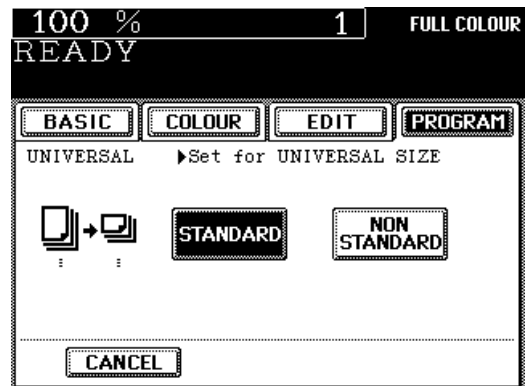 100 % 1 FULL COLOUR
READY
BASIC COLOUR EDIT PROGRAM
UNIVERSAL ▶Set for UNIVERSAL SIZE
STANDARD NON STANDARD
CANCEL